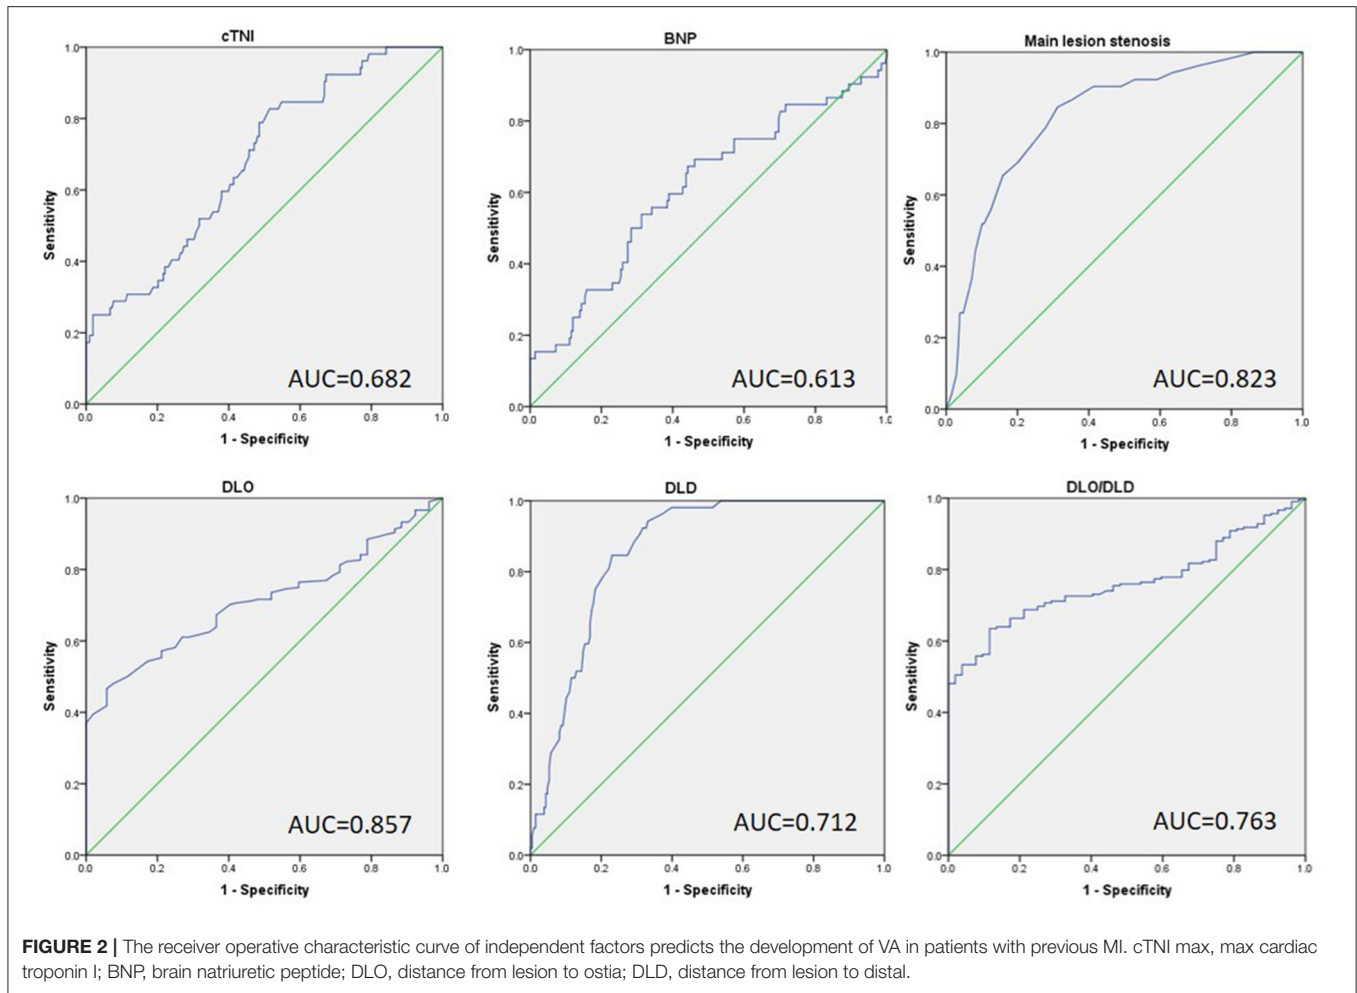 cTNI
1.0
0.8
0.6
0.4
0.2
0.0
Sensitivity
0.0 0.2 0.4 0.6 0.8 1.0
1 - Specificity
AUC=0.682
BNP
1.0
0.8
0.6
0.4
0.2
0.0
Sensitivity
0.0 0.2 0.4 0.6 0.8 1.0
1 - Specificity
AUC=0.613
Main lesion stenosis
1.0
0.8
0.6
0.4
0.2
0.0
Sensitivity
0.0 0.2 0.4 0.6 0.8 1.0
1 - Specificity
AUC=0.823
DLO
1.0
0.8
0.6
0.4
0.2
0.0
Sensitivity
0.0 0.2 0.4 0.6 0.8 1.0
1 - Specificity
AUC=0.857
DLD
1.0
0.8
0.6
0.4
0.2
0.0
Sensitivity
0.0 0.2 0.4 0.6 0.8 1.0
1 - Specificity
AUC=0.712
DLO/DLD
1.0
0.8
0.6
0.4
0.2
0.0
Sensitivity
0.0 0.2 0.4 0.6 0.8 1.0
1 - Specificity
AUC=0.763
FIGURE 2 | The receiver operative characteristic curve of independent factors predicts the development of VA in patients with previous MI. cTNI max, max cardiac
troponin I; BNP, brain natriuretic peptide; DLO, distance from lesion to ostia; DLD, distance from lesion to distal.